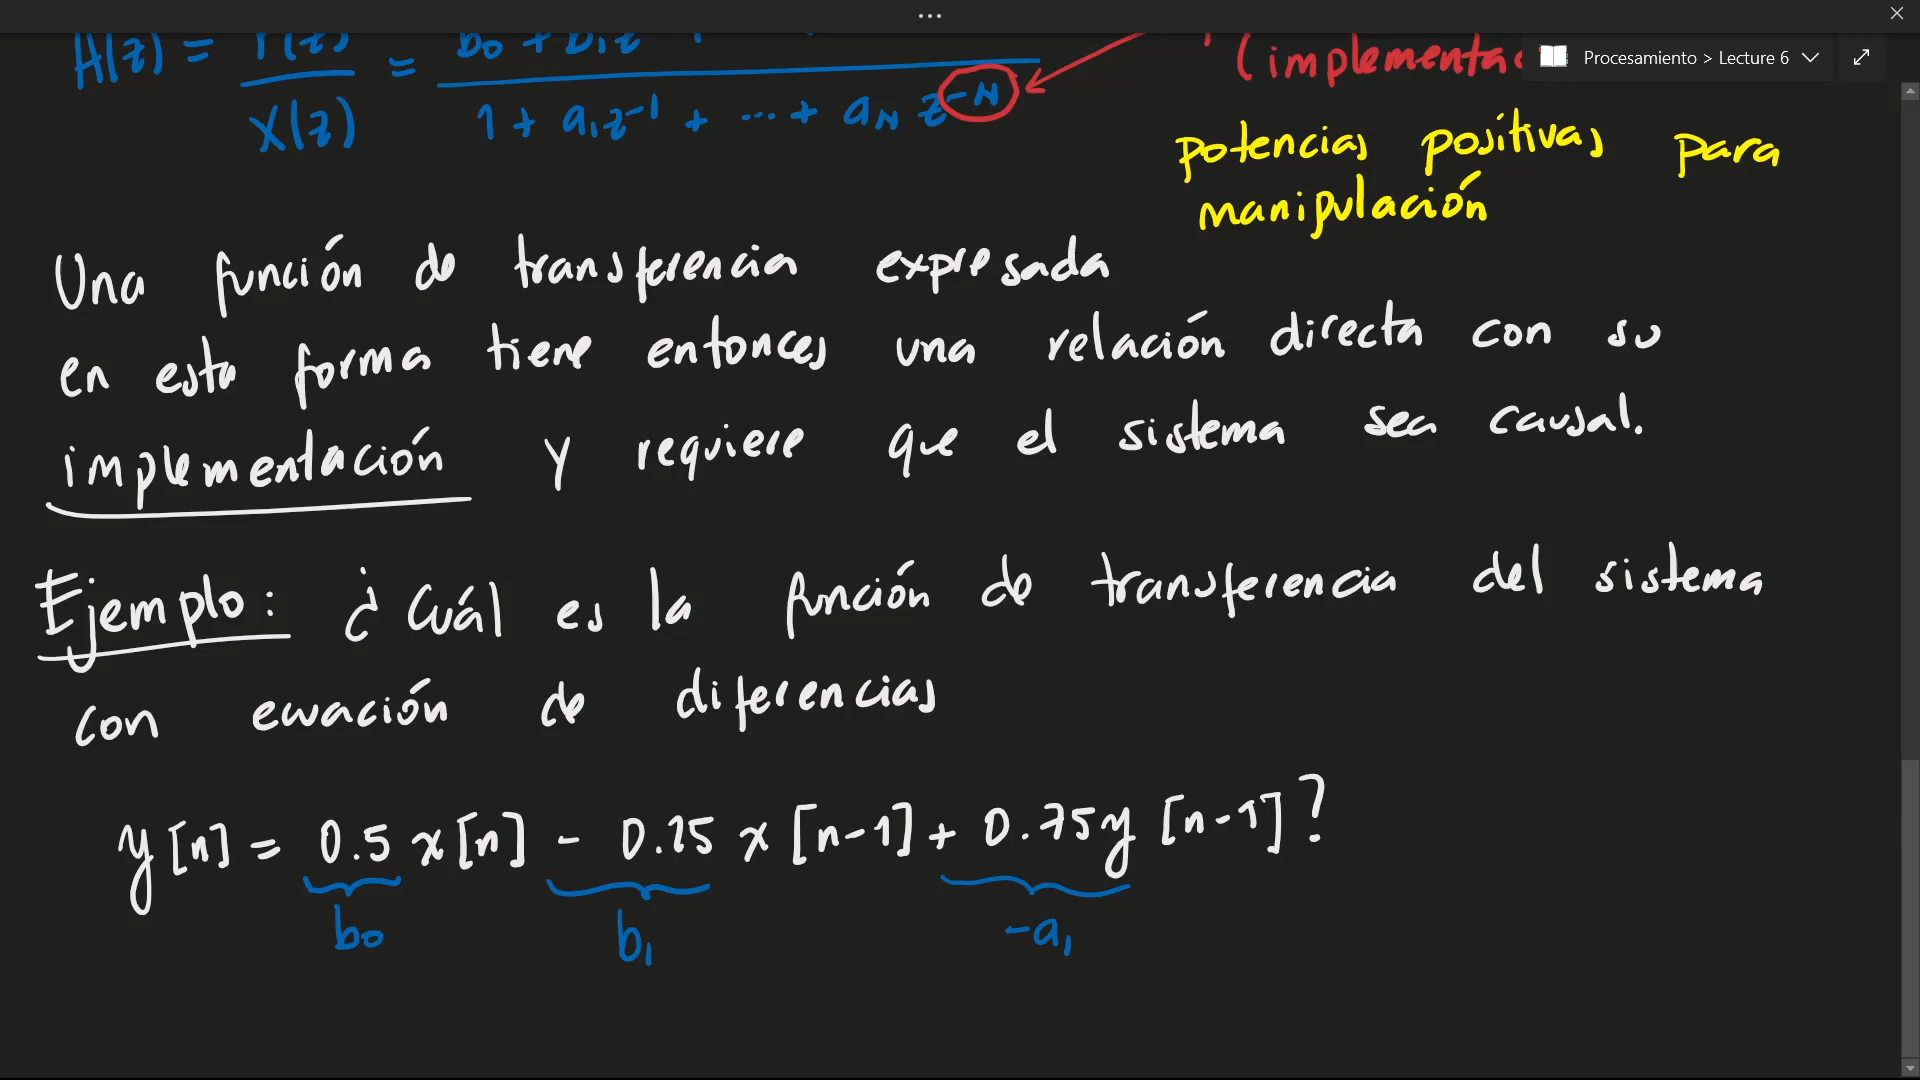 H(z) = Y(z)/X(z) = b₀ + b₁z⁻¹ / 1 + a₁z⁻¹ + ... + a_N z^-N
Procesamiento > Lecture 6
potencias positivas para
manipulación
Una función de transferencia expresada
en esta forma tiene entonces una relación directa con su
implementación y requiere que el sistema sea causal.
Ejemplo: ¿Cuál es la función de transferencia del sistema
con ecuación de diferencias
y[n] = 0.5 x[n] - 0.25 x[n-1] + 0.75y[n-1]?
b₀ b₁ -a₁